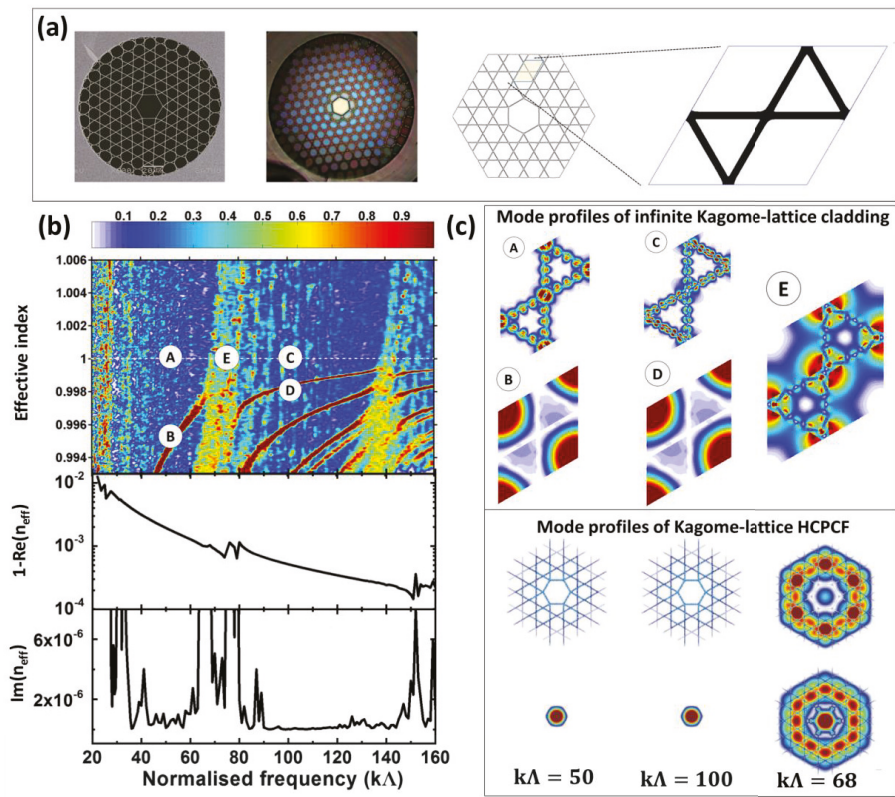 (a)
(b)
0.1 0.2 0.3 0.4 0.5 0.6 0.7 0.8 0.9
Effective index
1.006
1.004
1.002
1
0.998
0.996
0.994
A
E
C
D
B
1-Re(neff)
10-2
10-3
10-4
Im(neff)
6x10-6
2x10-6
20 40 60 80 100 120 140 160
Normalised frequency (kΛ)
(c)
Mode profiles of infinite Kagome-lattice cladding
A
C
E
B
D
Mode profiles of Kagome-lattice HCPCF
kΛ = 50
kΛ = 100
kΛ = 68